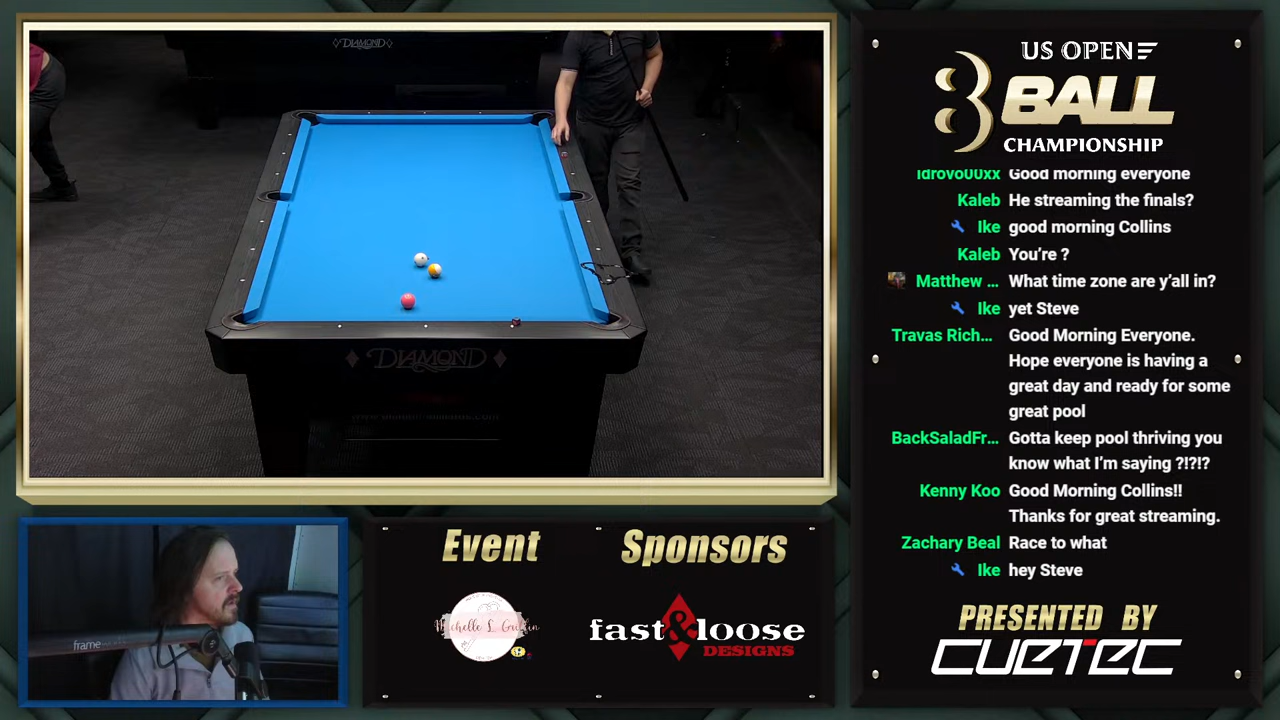 DIAMOND
DIAMOND
US OPEN
8 BALL
CHAMPIONSHIP
Idrovo00xx Good morning everyone
Kaleb He streaming the finals?
Ike good morning Collins
Kaleb You're ?
Matthew ... What time zone are y'all in?
Ike yet Steve
Travas Rich... Good Morning Everyone.
Hope everyone is having a
great day and ready for some
great pool
BackSaladFr... Gotta keep pool thriving you
know what I'm saying ?!?!?
Kenny Koo Good Morning Collins!!
Thanks for great streaming.
Zachary Beal Race to what
Ike hey Steve
PRESENTED BY
CUETEC
Event Sponsors
fast & loose
DESIGNS
frame